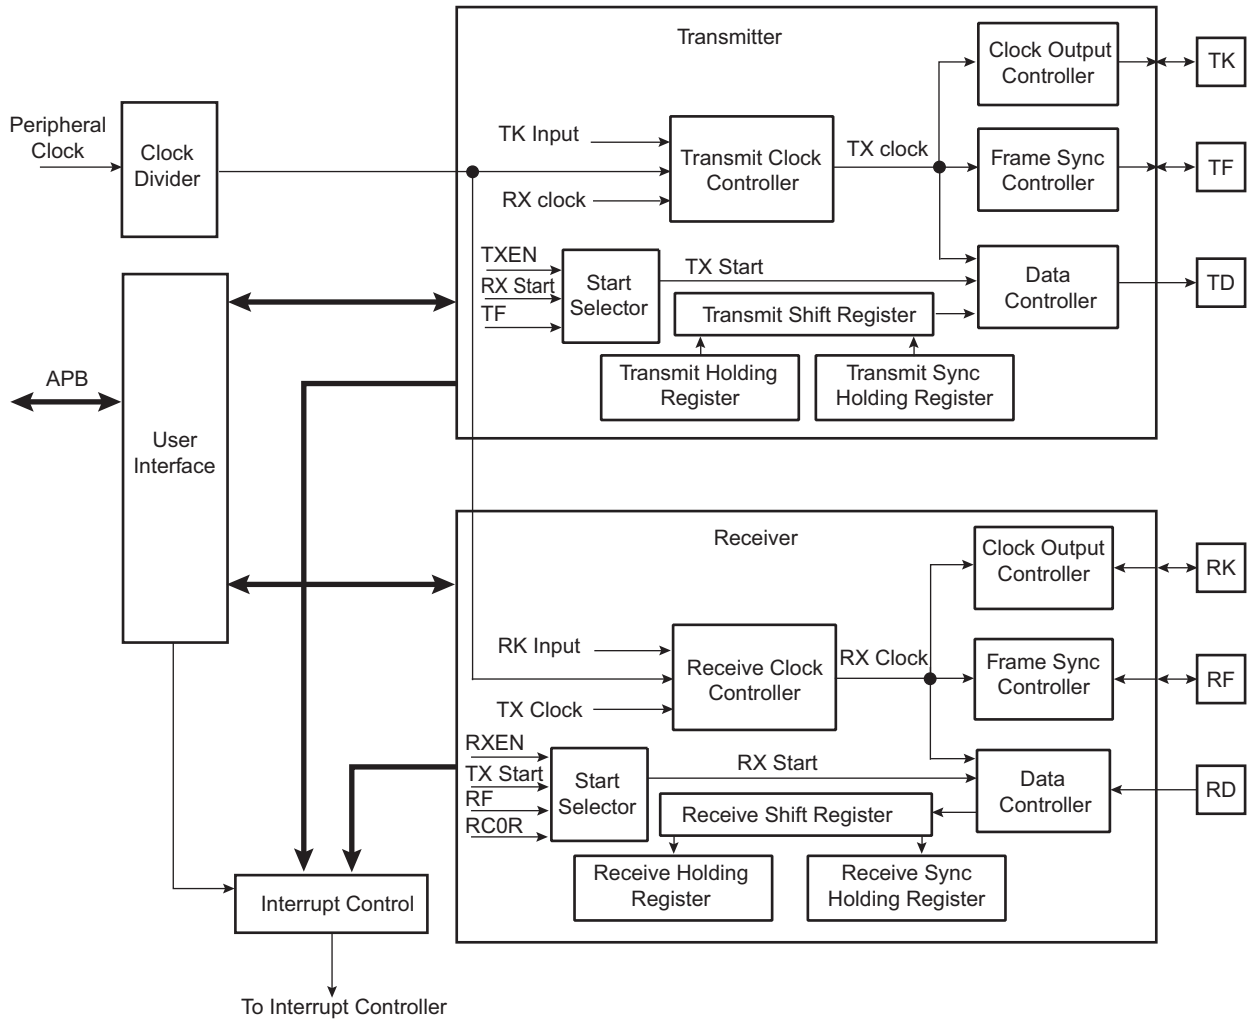 Transmitter
Clock Output
Controller
TK
Peripheral
Clock
Clock
Divider
TK Input
RX clock
Transmit Clock
Controller
TX clock
Frame Sync
Controller
TF
TXEN
RX Start
TF
Start
Selector
TX Start
Data
Controller
TD
Transmit Shift Register
Transmit Holding
Register
Transmit Sync
Holding Register
APB
User
Interface
Receiver
Clock Output
Controller
RK
RK Input
TX Clock
Receive Clock
Controller
RX Clock
Frame Sync
Controller
RF
RXEN
TX Start
RF
RC0R
Start
Selector
RX Start
Data
Controller
RD
Receive Shift Register
Receive Holding
Register
Receive Sync
Holding Register
Interrupt Control
To Interrupt Controller